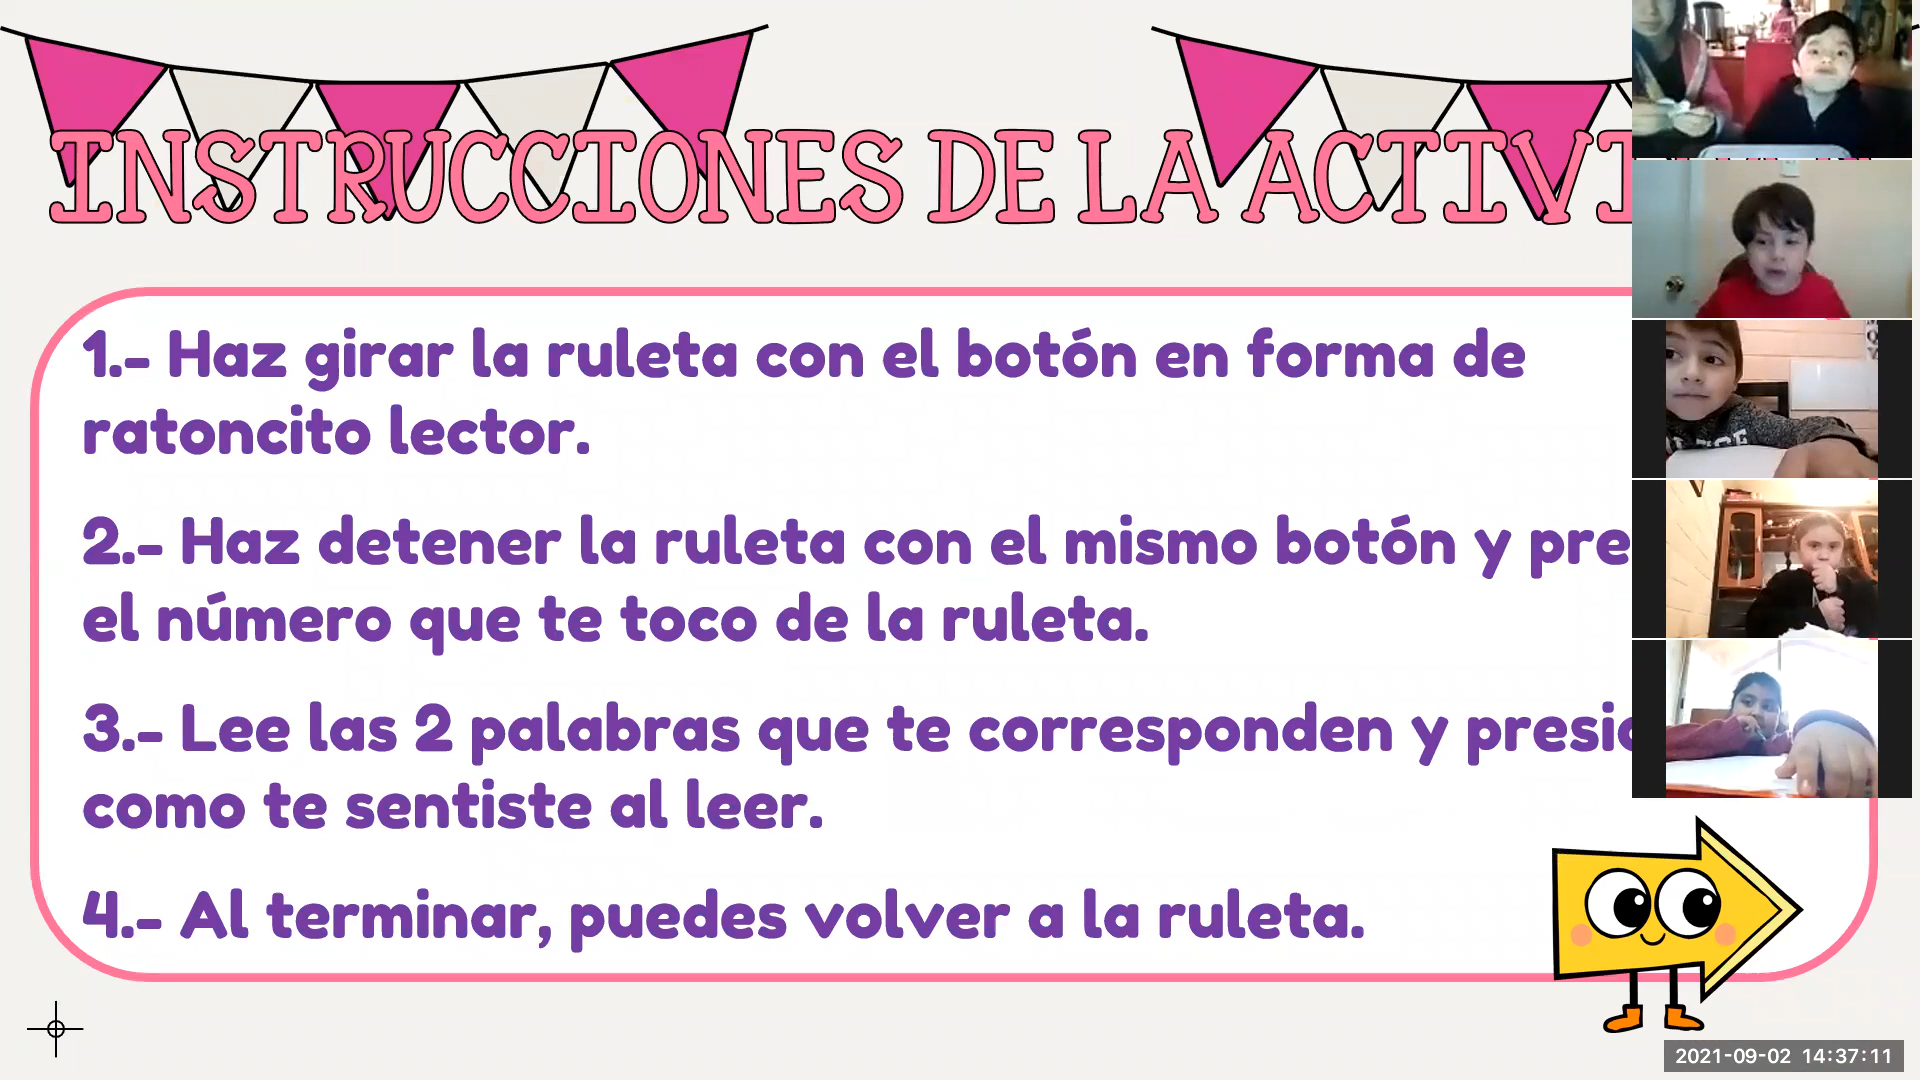 INSTRUCCIONES DE LA ACTIVI
1.- Haz girar la ruleta con el botón en forma de
ratoncito lector.
2.- Haz detener la ruleta con el mismo botón y pre
el número que te toco de la ruleta.
3.- Lee las 2 palabras que te corresponden y presi
como te sentiste al leer.
4.- Al terminar, puedes volver a la ruleta.
2021-09-02 14:37:11